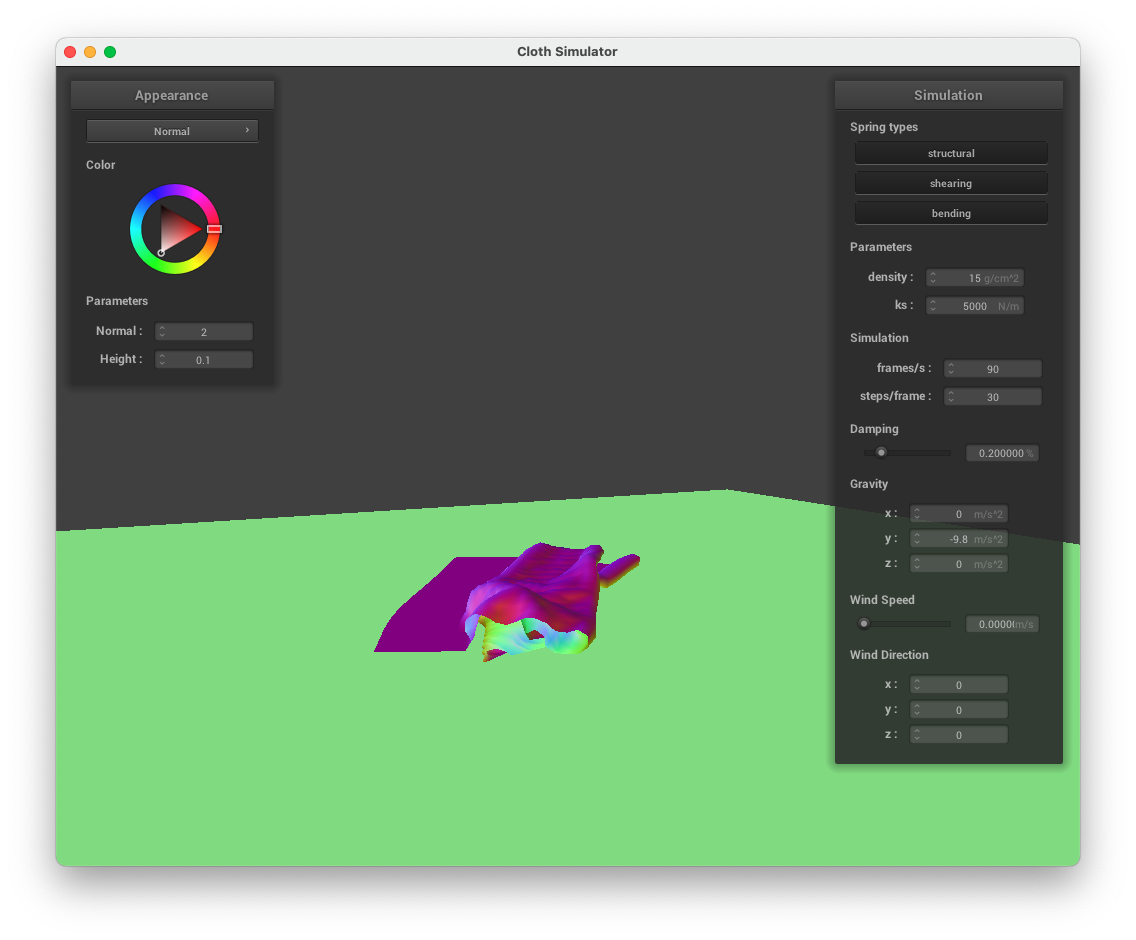 Cloth Simulator
Appearance
Normal
Color
Parameters
Normal : 2
Height : 0.1
Simulation
Spring types
structural
shearing
bending
Parameters
density : 15 g/cm^2
ks : 5000 N/m
Simulation
frames/s : 90
steps/frame : 30
Damping
0.200000 %
Gravity
x : 0 m/s^2
y : -9.8 m/s^2
z : 0 m/s^2
Wind Speed
0.0000 m/s
Wind Direction
x : 0
y : 0
z : 0